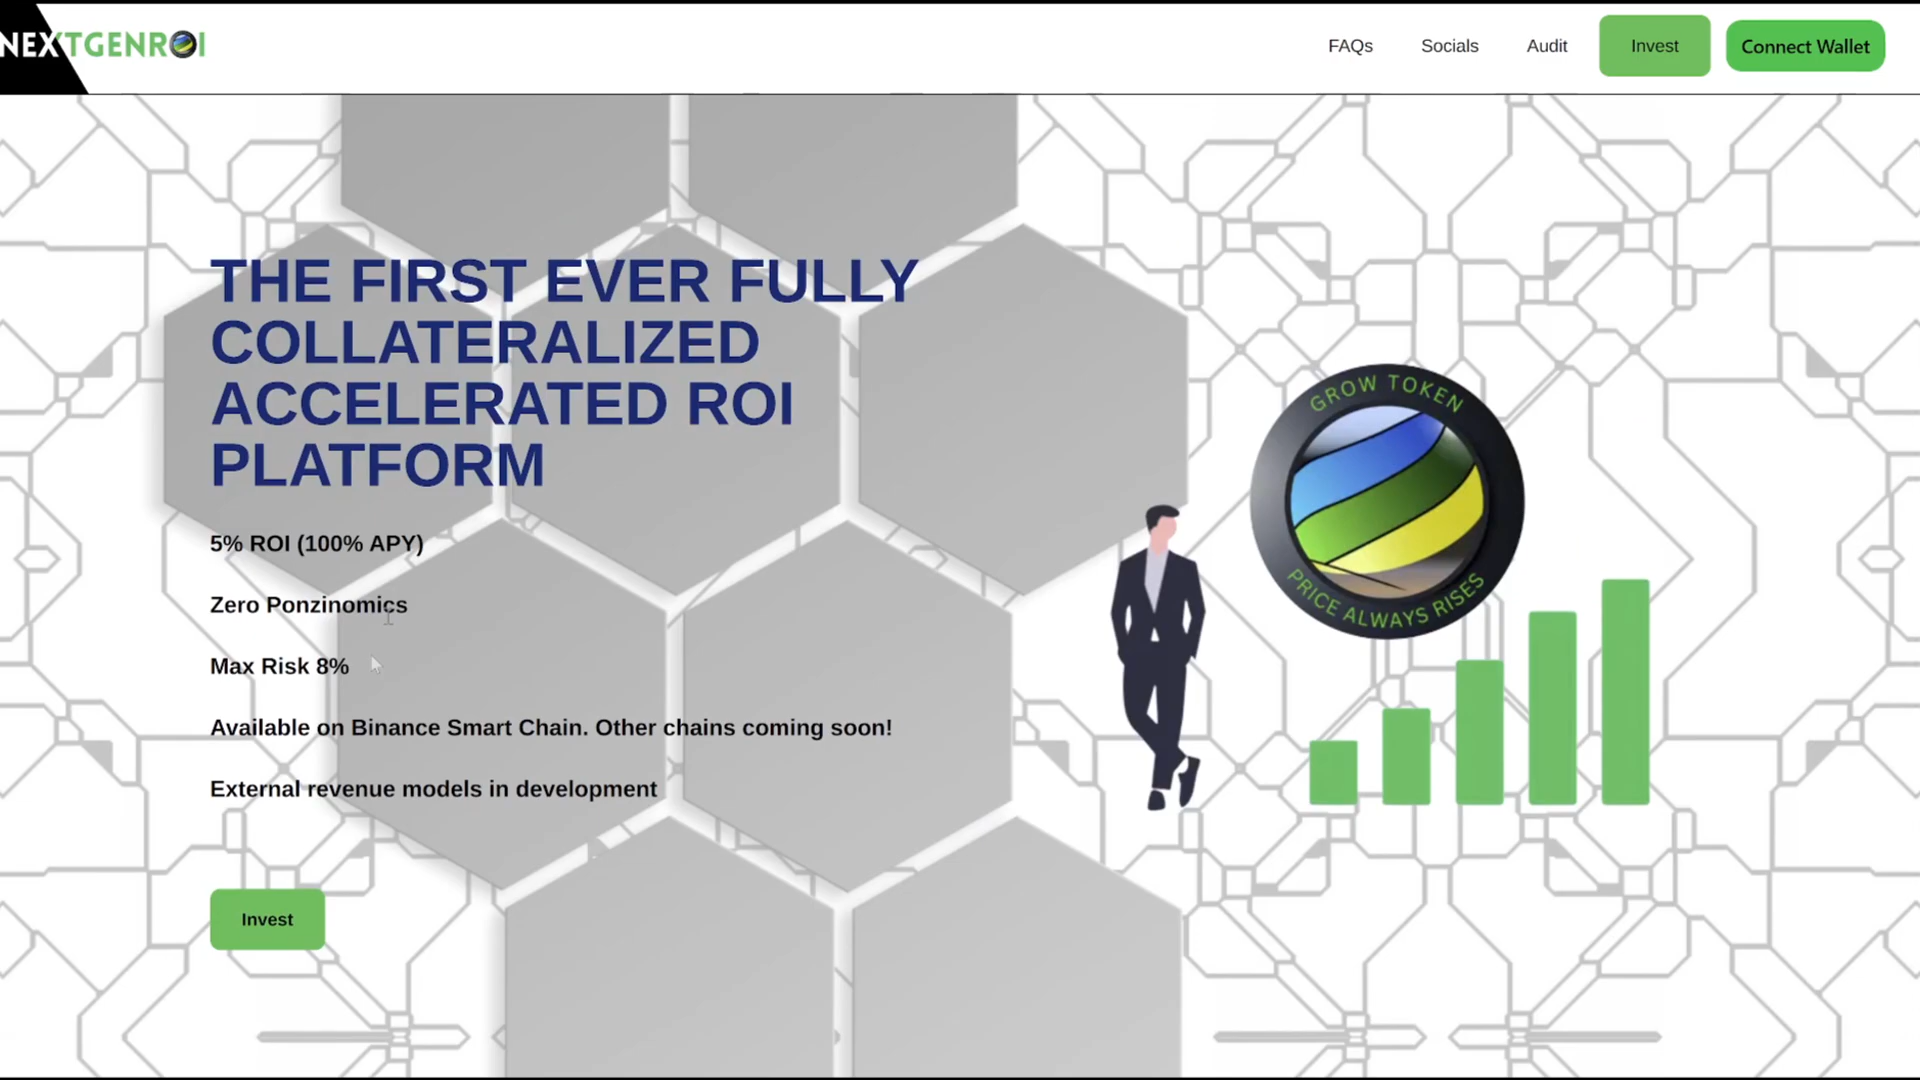 NEXTGENROI
FAQs
Socials
Audit
Invest
Connect Wallet
THE FIRST EVER FULLY
COLLATERALIZED
ACCELERATED ROI
PLATFORM
5% ROI (100% APY)
Zero Ponzinomics
Max Risk 8%
Available on Binance Smart Chain. Other chains coming soon!
External revenue models in development
Invest
GROW TOKEN
PRICE ALWAYS RISES